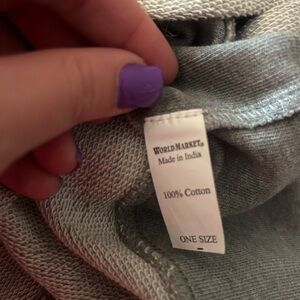 WORLD MARKET®
Made in India
100% Cotton
ONE SIZE